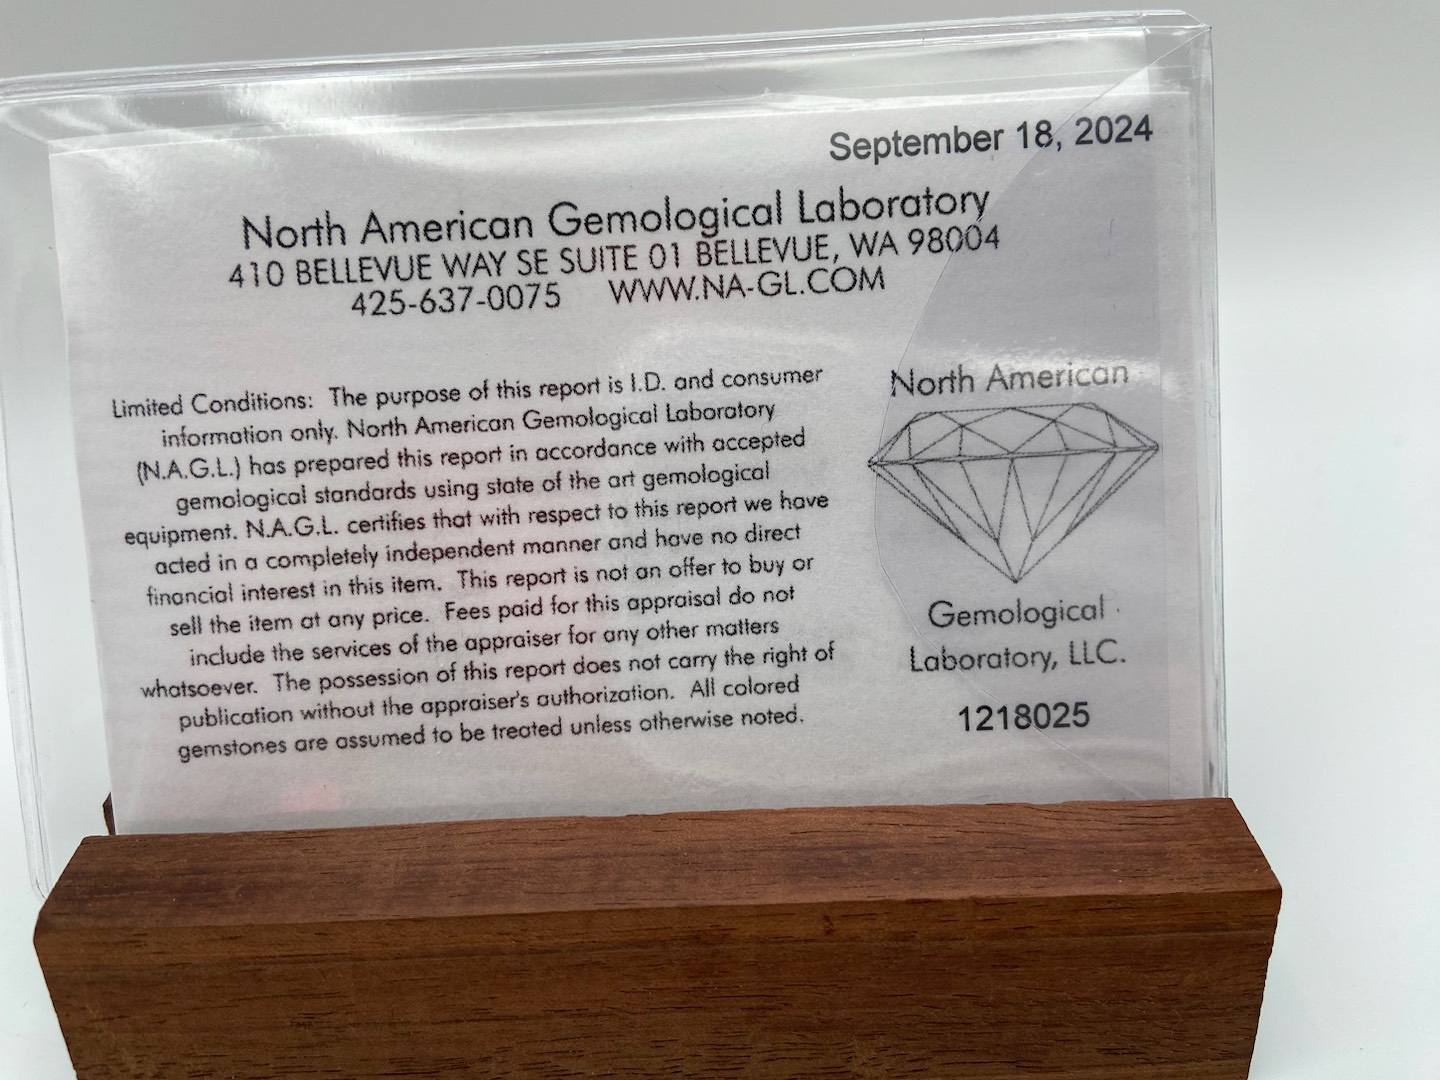 September 18, 2024
North American Gemological Laboratory
410 BELLEVUE WAY SE SUITE 01 BELLEVUE, WA 98004
425-637-0075 WWW.NA-GL.COM
Limited Conditions: The purpose of this report is I.D. and consumer
information only. North American Gemological Laboratory
(N.A.G.L.) has prepared this report in accordance with accepted
gemological standards using state of the art gemological
equipment. N.A.G.L. certifies that with respect to this report we have
acted in a completely independent manner and have no direct
financial interest in this item. This report is not an offer to buy or
sell the item at any price. Fees paid for this appraisal do not
include the services of the appraiser for any other matters
whatsoever. The possession of this report does not carry the right of
publication without the appraiser's authorization. All colored
gemstones are assumed to be treated unless otherwise noted.
North American
Gemological
Laboratory, LLC.
1218025